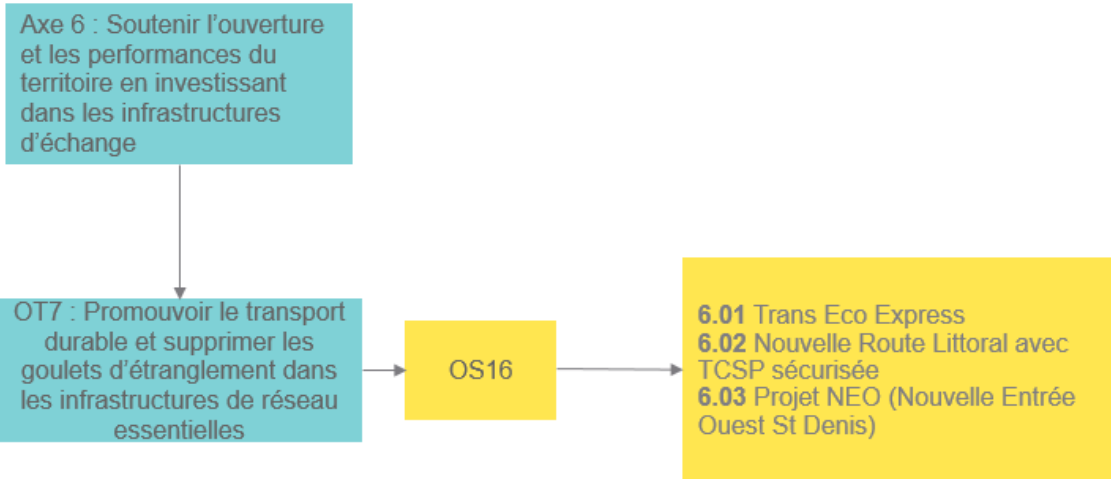 Axe 6 : Soutenir l’ouverture
et les performances du
territoire en investissant
dans les infrastructures
d’échange
OT7 : Promouvoir le transport
durable et supprimer les
goulets d’étranglement dans
les infrastructures de réseau
essentielles
OS16
6.01 Trans Eco Express
6.02 Nouvelle Route Littoral avec
TCSP sécurisée
6.03 Projet NEO (Nouvelle Entrée
Ouest St Denis)